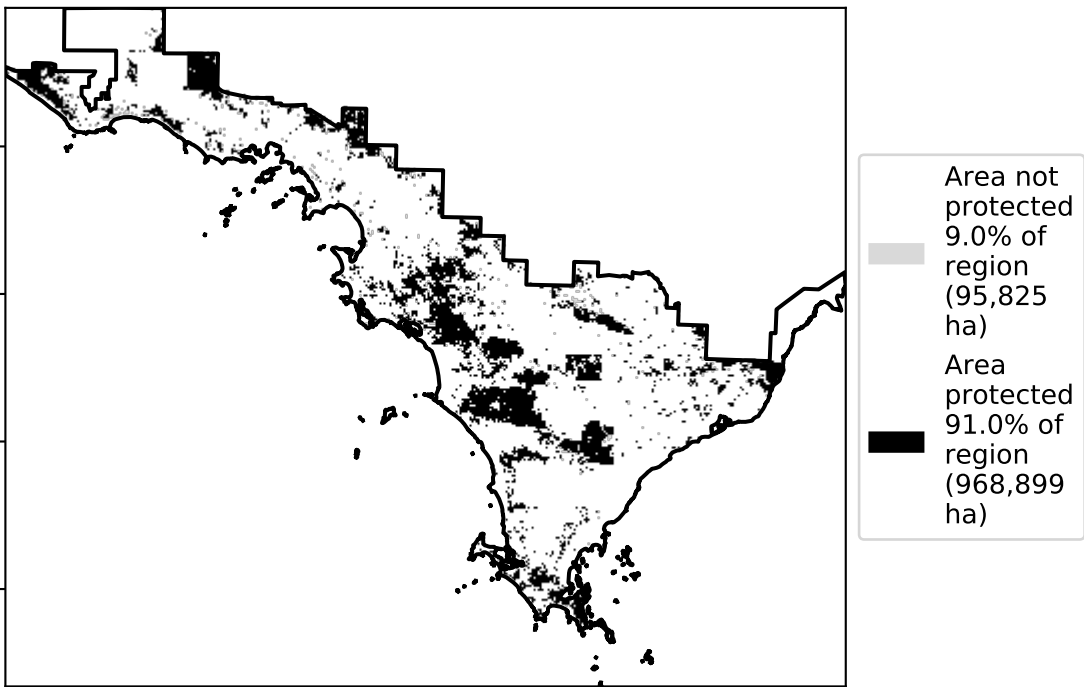 Area not
protected
9.0% of
region
(95,825
ha)
Area
protected
91.0% of
region
(968,899
ha)